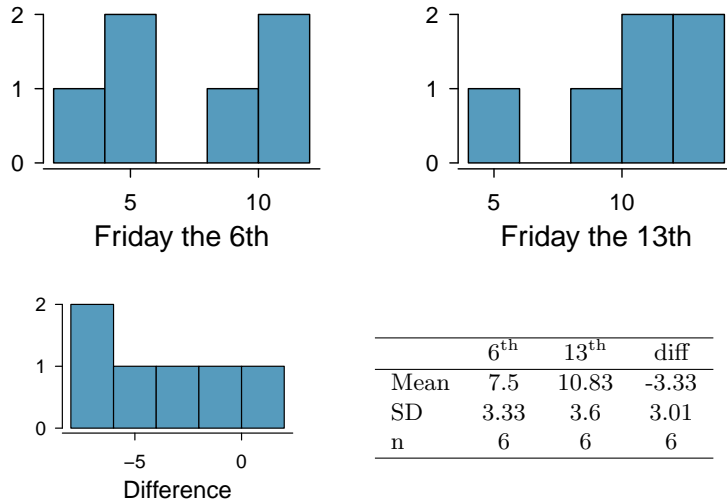 2
1
0
5 10
Friday the 6th
2
1
0
5 10
Friday the 13th
2
1
0
−5 0
Difference
6th 13th diff
Mean 7.5 10.83 -3.33
SD 3.33 3.6 3.01
n 6 6 6